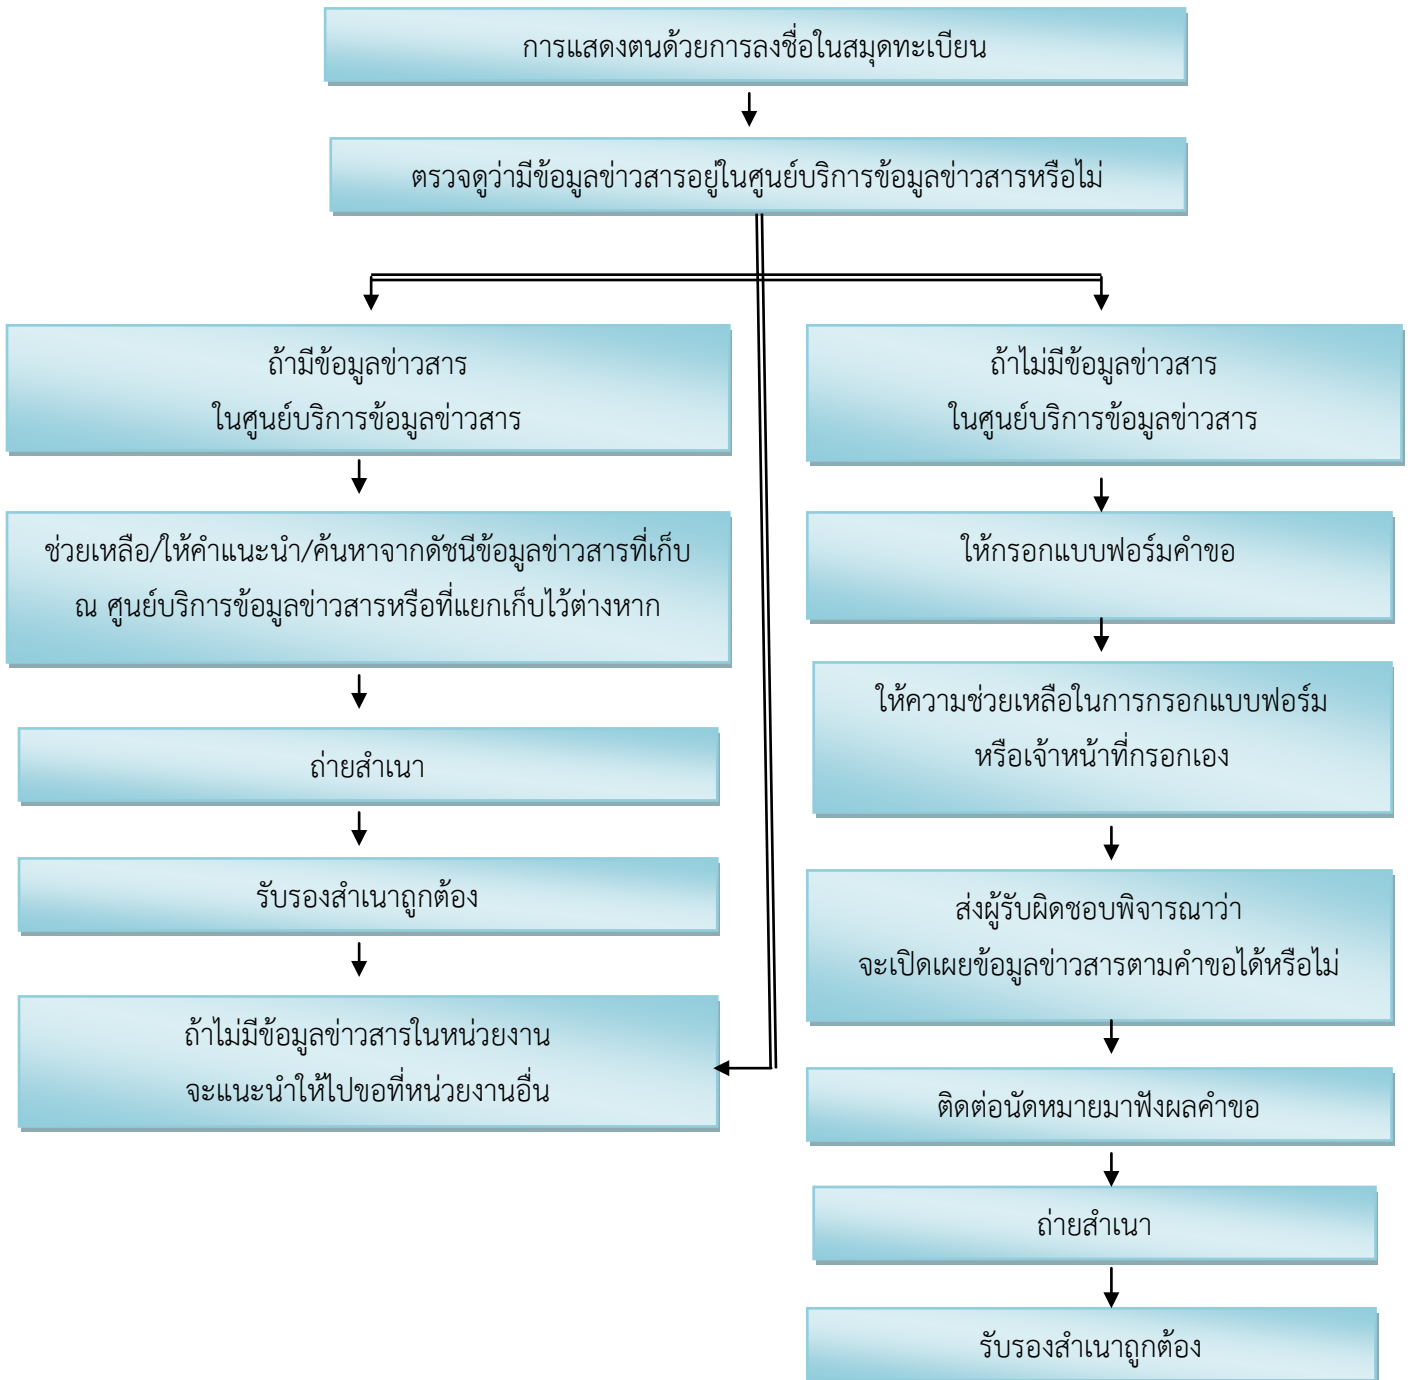 การแสดงตนด้วยการลงชื่อในสมุดทะเบียน
ตรวจดูว่ามีข้อมูลข่าวสารอยู่ในศูนย์บริการข้อมูลข่าวสารหรือไม่
ถ้ามีข้อมูลข่าวสาร
ในศูนย์บริการข้อมูลข่าวสาร
ช่วยเหลือ/ให้คำแนะนำ/ค้นหาจากดัชนีข้อมูลข่าวสารที่เก็บ
ณ ศูนย์บริการข้อมูลข่าวสารหรือที่แยกเก็บไว้ต่างหาก
ถ่ายสำเนา
รับรองสำเนาถูกต้อง
ถ้าไม่มีข้อมูลข่าวสารในหน่วยงาน
จะแนะนำให้ไปขอที่หน่วยงานอื่น
ถ้าไม่มีข้อมูลข่าวสาร
ในศูนย์บริการข้อมูลข่าวสาร
ให้กรอกแบบฟอร์มคำขอ
ให้ความช่วยเหลือในการกรอกแบบฟอร์ม
หรือเจ้าหน้าที่กรอกเอง
ส่งผู้รับผิดชอบพิจารณาว่า
จะเปิดเผยข้อมูลข่าวสารตามคำขอได้หรือไม่
ติดต่อนัดหมายมาฟังผลคำขอ
ถ่ายสำเนา
รับรองสำเนาถูกต้อง